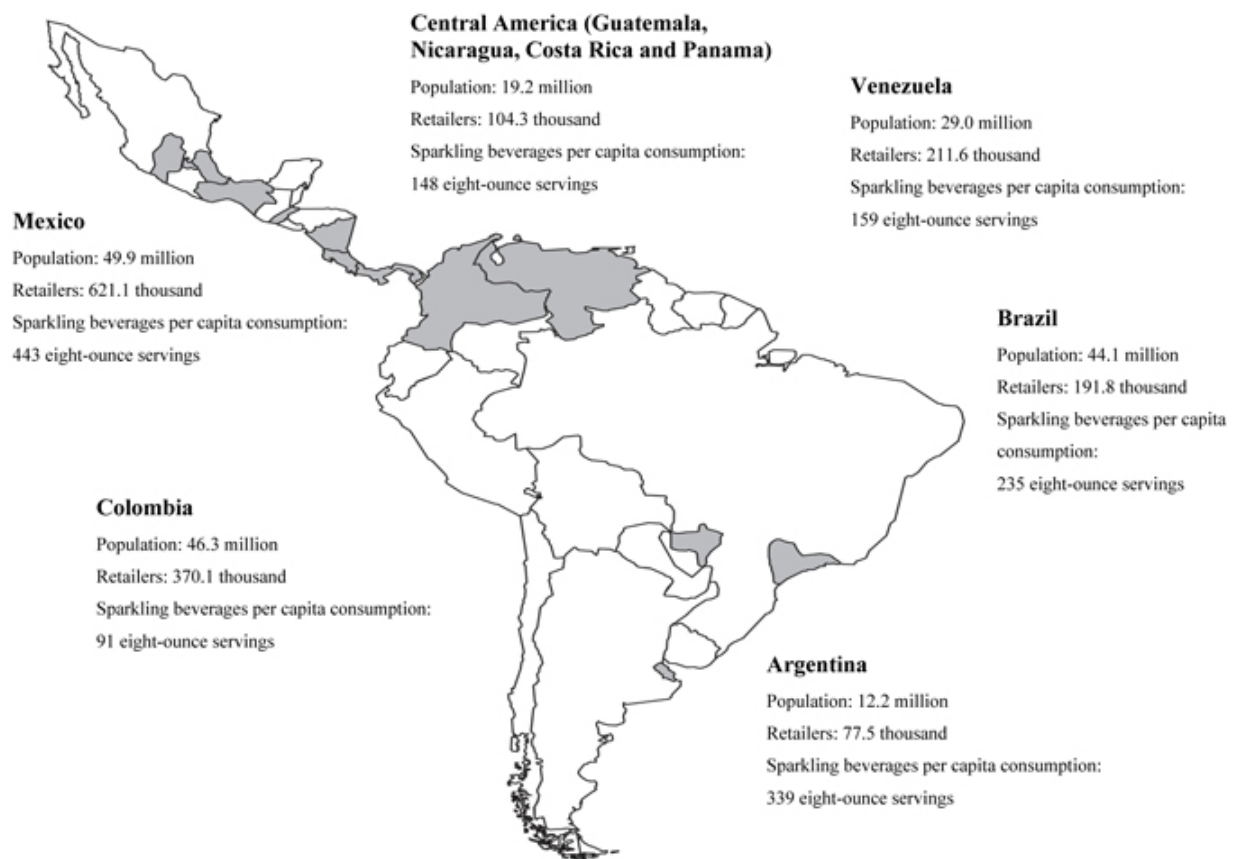 Central America (Guatemala,
Nicaragua, Costa Rica and Panama)
Population: 19.2 million
Retailers: 104.3 thousand
Sparkling beverages per capita consumption:
148 eight-ounce servings
Venezuela
Population: 29.0 million
Retailers: 211.6 thousand
Sparkling beverages per capita consumption:
159 eight-ounce servings
Mexico
Population: 49.9 million
Retailers: 621.1 thousand
Sparkling beverages per capita consumption:
443 eight-ounce servings
Brazil
Population: 44.1 million
Retailers: 191.8 thousand
Sparkling beverages per capita
consumption:
235 eight-ounce servings
Colombia
Population: 46.3 million
Retailers: 370.1 thousand
Sparkling beverages per capita consumption:
91 eight-ounce servings
Argentina
Population: 12.2 million
Retailers: 77.5 thousand
Sparkling beverages per capita consumption:
339 eight-ounce servings